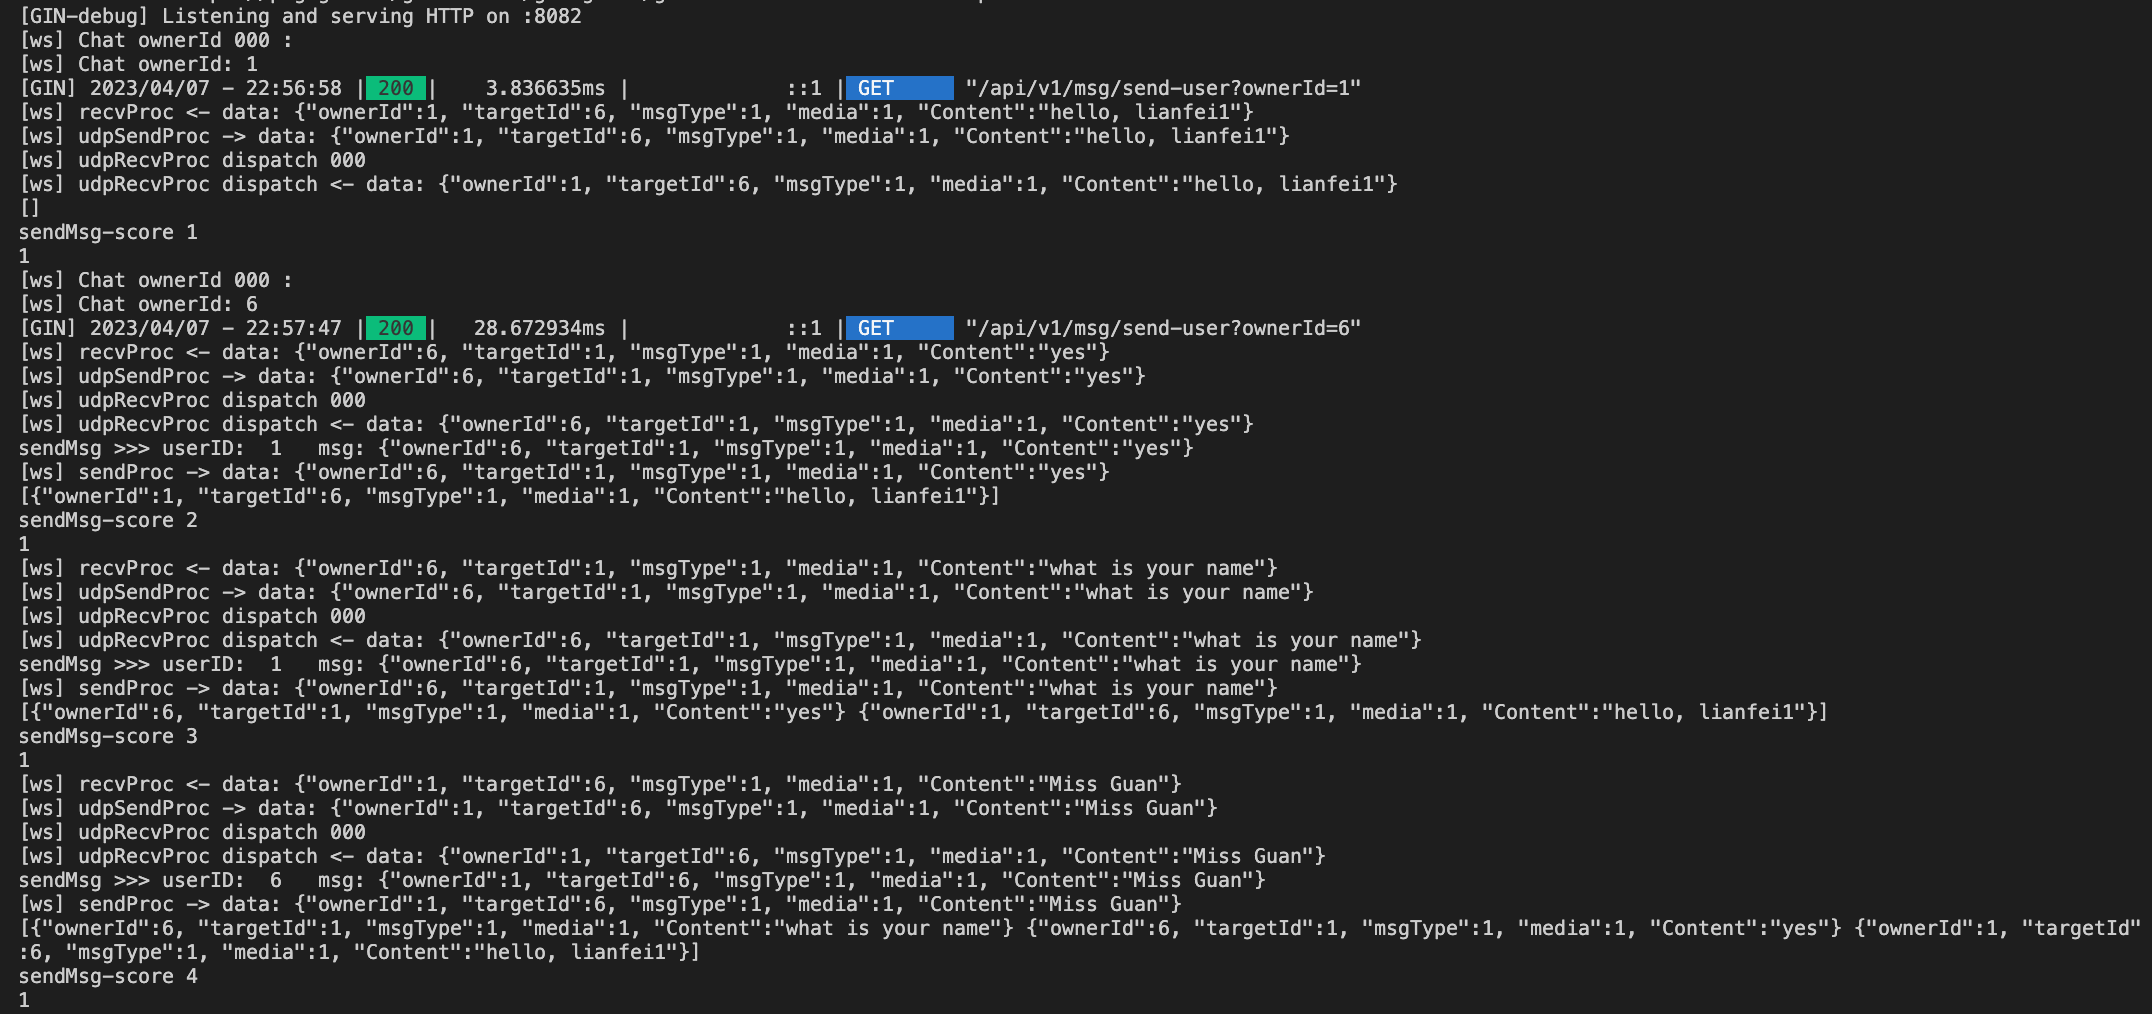 [GIN-debug] Listening and serving HTTP on :8082
[ws] Chat ownerId 000 :
[ws] Chat ownerId: 1
[GIN] 2023/04/07 - 22:56:58 | 200 |    3.836635ms |             ::1 | GET      "/api/v1/msg/send-user?ownerId=1"
[ws] recvProc <- data: {"ownerId":1, "targetId":6, "msgType":1, "media":1, "Content":"hello, lianfei1"}
[ws] udpSendProc -> data: {"ownerId":1, "targetId":6, "msgType":1, "media":1, "Content":"hello, lianfei1"}
[ws] udpRecvProc dispatch 000
[ws] udpRecvProc dispatch <- data: {"ownerId":1, "targetId":6, "msgType":1, "media":1, "Content":"hello, lianfei1"}
[]
sendMsg-score 1
1
[ws] Chat ownerId 000 :
[ws] Chat ownerId: 6
[GIN] 2023/04/07 - 22:57:47 | 200 |   28.672934ms |             ::1 | GET      "/api/v1/msg/send-user?ownerId=6"
[ws] recvProc <- data: {"ownerId":6, "targetId":1, "msgType":1, "media":1, "Content":"yes"}
[ws] udpSendProc -> data: {"ownerId":6, "targetId":1, "msgType":1, "media":1, "Content":"yes"}
[ws] udpRecvProc dispatch 000
[ws] udpRecvProc dispatch <- data: {"ownerId":6, "targetId":1, "msgType":1, "media":1, "Content":"yes"}
sendMsg >>> userID:  1   msg: {"ownerId":6, "targetId":1, "msgType":1, "media":1, "Content":"yes"}
[ws] sendProc -> data: {"ownerId":6, "targetId":1, "msgType":1, "media":1, "Content":"yes"}
[{"ownerId":1, "targetId":6, "msgType":1, "media":1, "Content":"hello, lianfei1"}]
sendMsg-score 2
1
[ws] recvProc <- data: {"ownerId":6, "targetId":1, "msgType":1, "media":1, "Content":"what is your name"}
[ws] udpSendProc -> data: {"ownerId":6, "targetId":1, "msgType":1, "media":1, "Content":"what is your name"}
[ws] udpRecvProc dispatch 000
[ws] udpRecvProc dispatch <- data: {"ownerId":6, "targetId":1, "msgType":1, "media":1, "Content":"what is your name"}
sendMsg >>> userID:  1   msg: {"ownerId":6, "targetId":1, "msgType":1, "media":1, "Content":"what is your name"}
[ws] sendProc -> data: {"ownerId":6, "targetId":1, "msgType":1, "media":1, "Content":"what is your name"}
[{"ownerId":6, "targetId":1, "msgType":1, "media":1, "Content":"yes"} {"ownerId":1, "targetId":6, "msgType":1, "media":1, "Content":"hello, lianfei1"}]
sendMsg-score 3
1
[ws] recvProc <- data: {"ownerId":1, "targetId":6, "msgType":1, "media":1, "Content":"Miss Guan"}
[ws] udpSendProc -> data: {"ownerId":1, "targetId":6, "msgType":1, "media":1, "Content":"Miss Guan"}
[ws] udpRecvProc dispatch 000
[ws] udpRecvProc dispatch <- data: {"ownerId":1, "targetId":6, "msgType":1, "media":1, "Content":"Miss Guan"}
sendMsg >>> userID:  6   msg: {"ownerId":1, "targetId":6, "msgType":1, "media":1, "Content":"Miss Guan"}
[ws] sendProc -> data: {"ownerId":1, "targetId":6, "msgType":1, "media":1, "Content":"Miss Guan"}
[{"ownerId":6, "targetId":1, "msgType":1, "media":1, "Content":"what is your name"} {"ownerId":6, "targetId":1, "msgType":1, "media":1, "Content":"yes"} {"ownerId":1, "targetId"
:6, "msgType":1, "media":1, "Content":"hello, lianfei1"}]
sendMsg-score 4
1